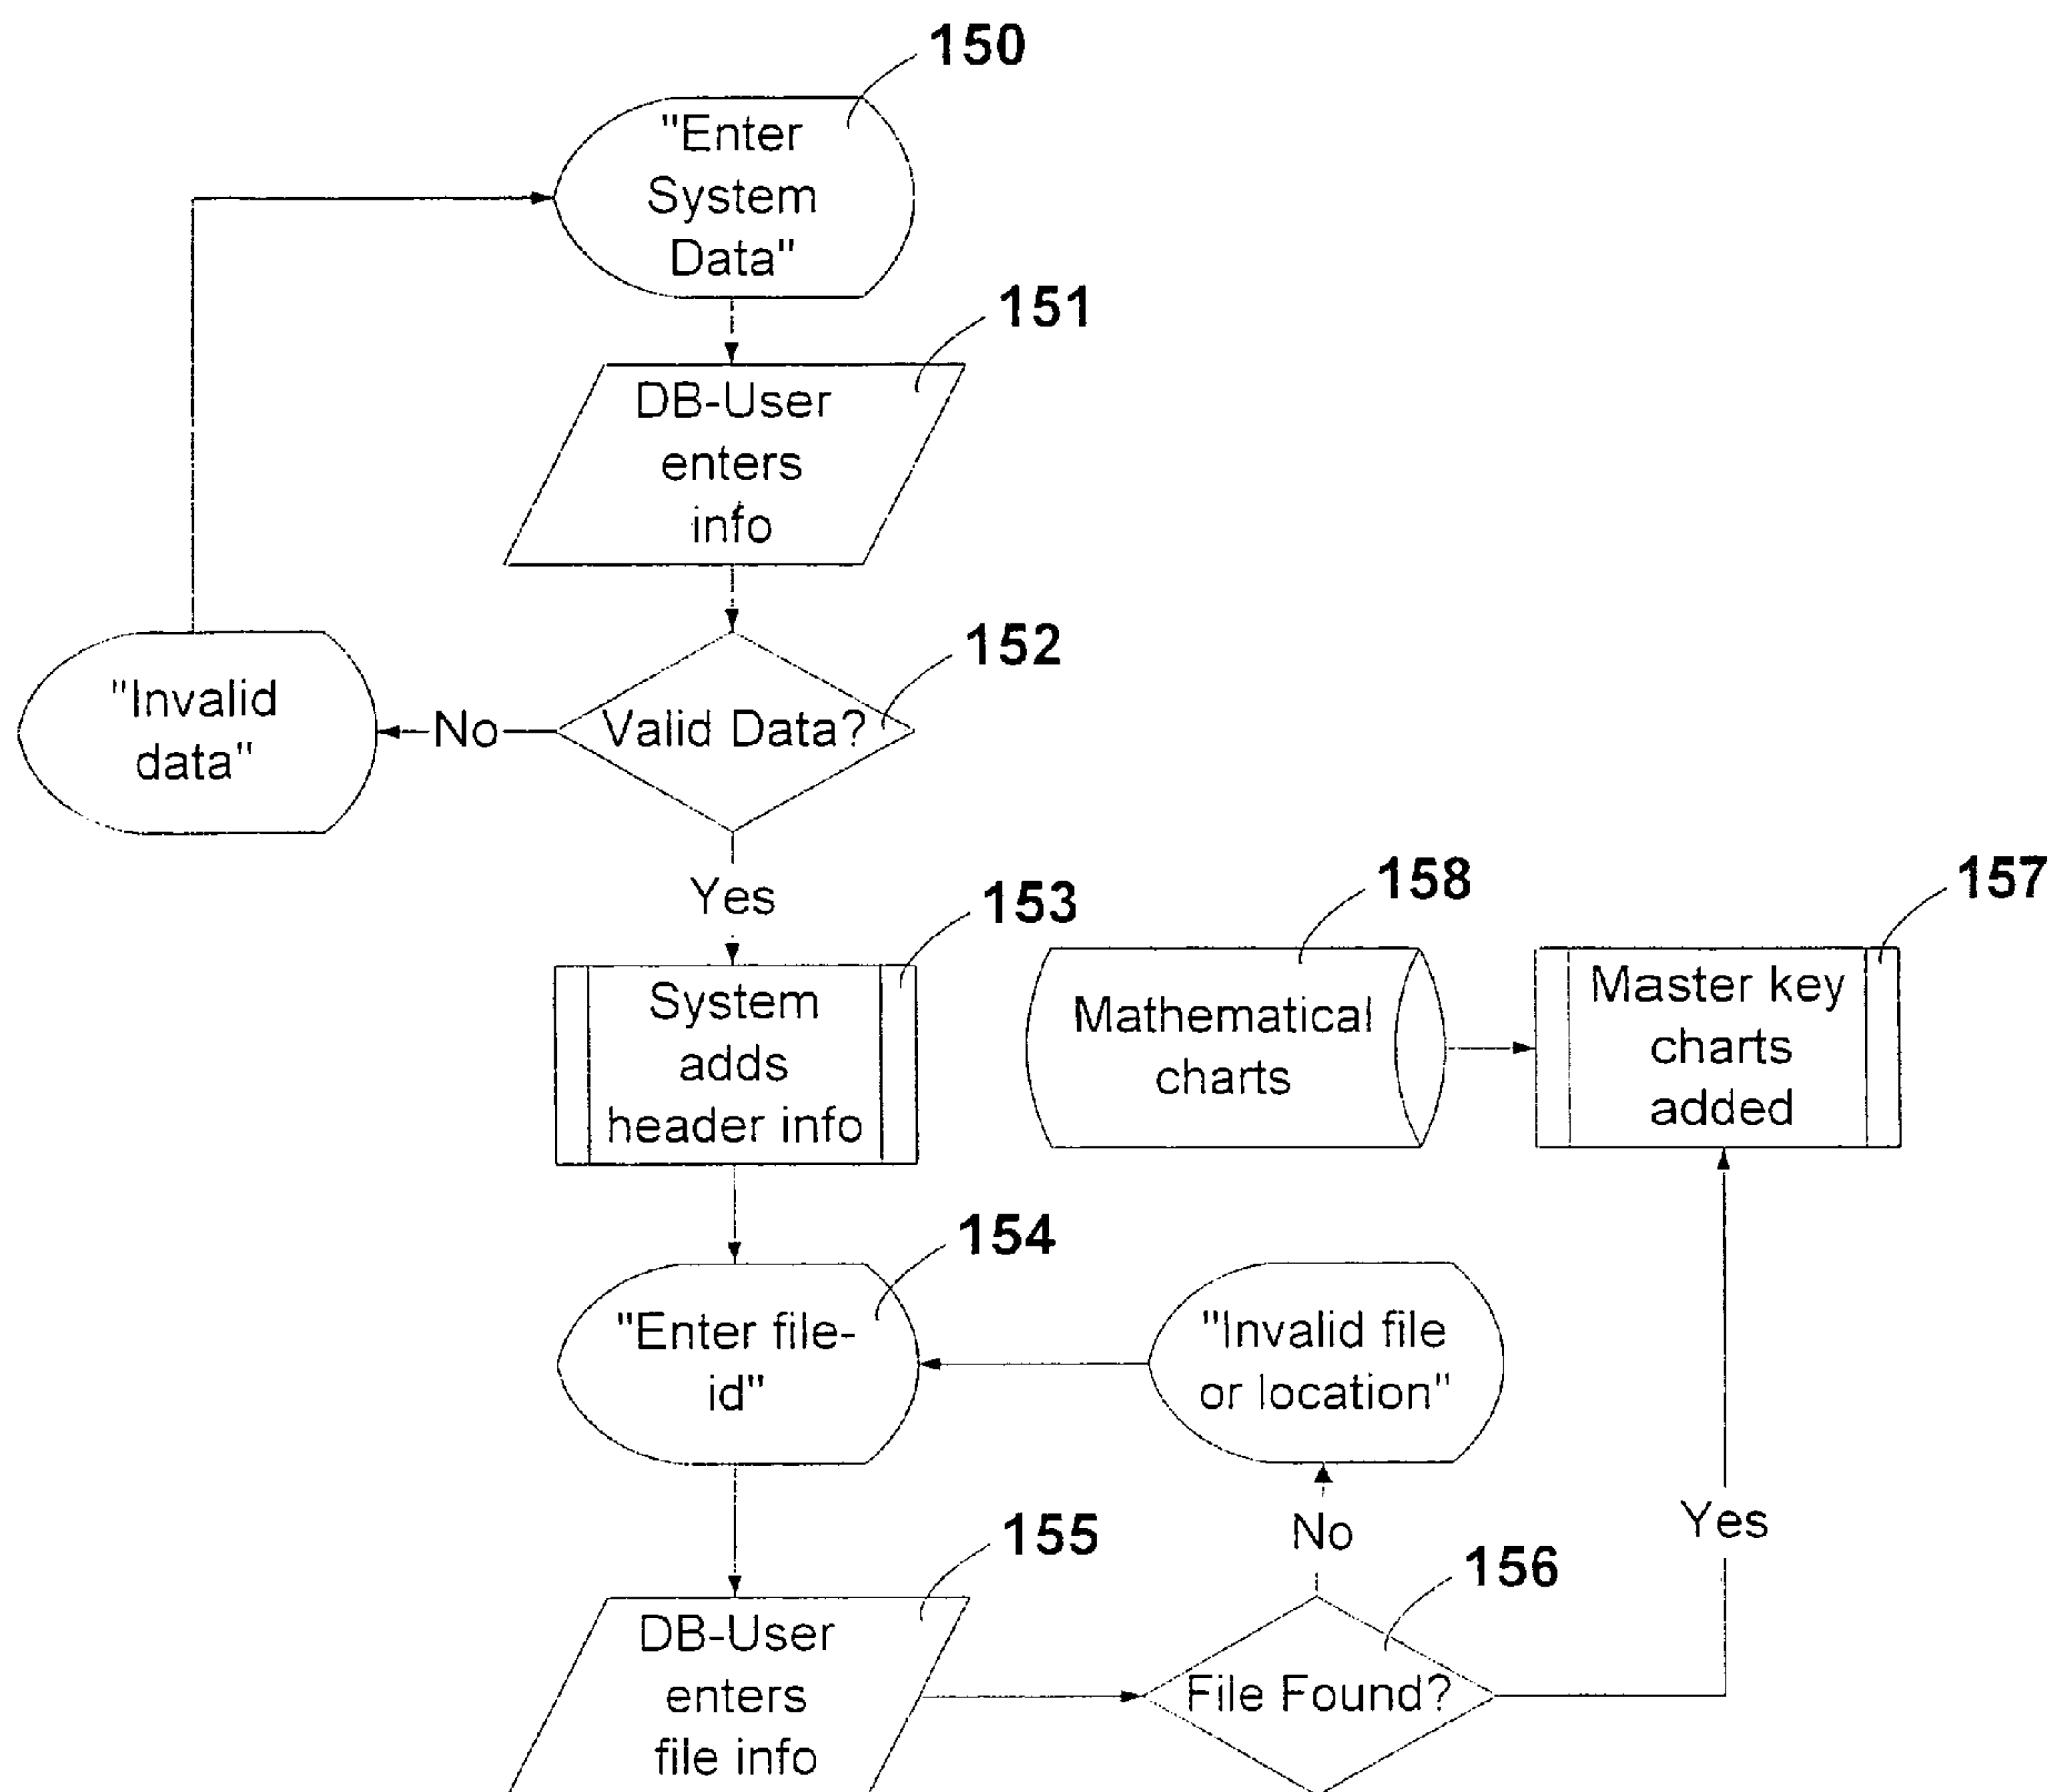 150
"Enter
System
Data"
151
DB-User
enters
info
152
"Invalid
data"
No
Valid Data?
Yes
153
System
adds
header info
158
Mathematical
charts
157
Master key
charts
added
154
"Enter file-
id"
"Invalid file
or location"
No
Yes
155
DB-User
enters
file info
156
File Found?